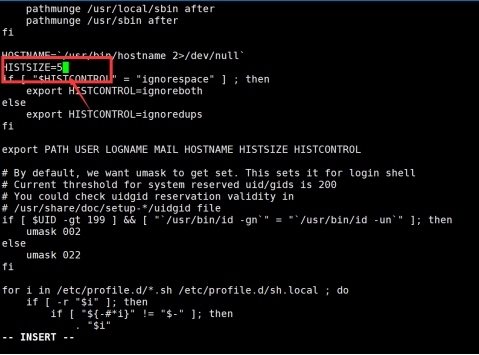 pathmunge /usr/local/sbin after
    pathmunge /usr/sbin after
fi

HOSTNAME=`/usr/bin/hostname 2>/dev/null`
HISTSIZE=5
if [ "$HISTCONTROL" = "ignorespace" ] ; then
    export HISTCONTROL=ignoreboth
else
    export HISTCONTROL=ignoredups
fi

export PATH USER LOGNAME MAIL HOSTNAME HISTSIZE HISTCONTROL

# By default, we want umask to get set. This sets it for login shell
# Current threshold for system reserved uid/gids is 200
# You could check uidgid reservation validity in
# /usr/share/doc/setup-*/uidgid file
if [ $UID -gt 199 ] && [ "`/usr/bin/id -gn`" = "`/usr/bin/id -un`" ]; then
    umask 002
else
    umask 022
fi

for i in /etc/profile.d/*.sh /etc/profile.d/sh.local ; do
    if [ -r "$i" ]; then
        if [ "${-#*i}" != "$-" ]; then
            . "$i"
-- INSERT --